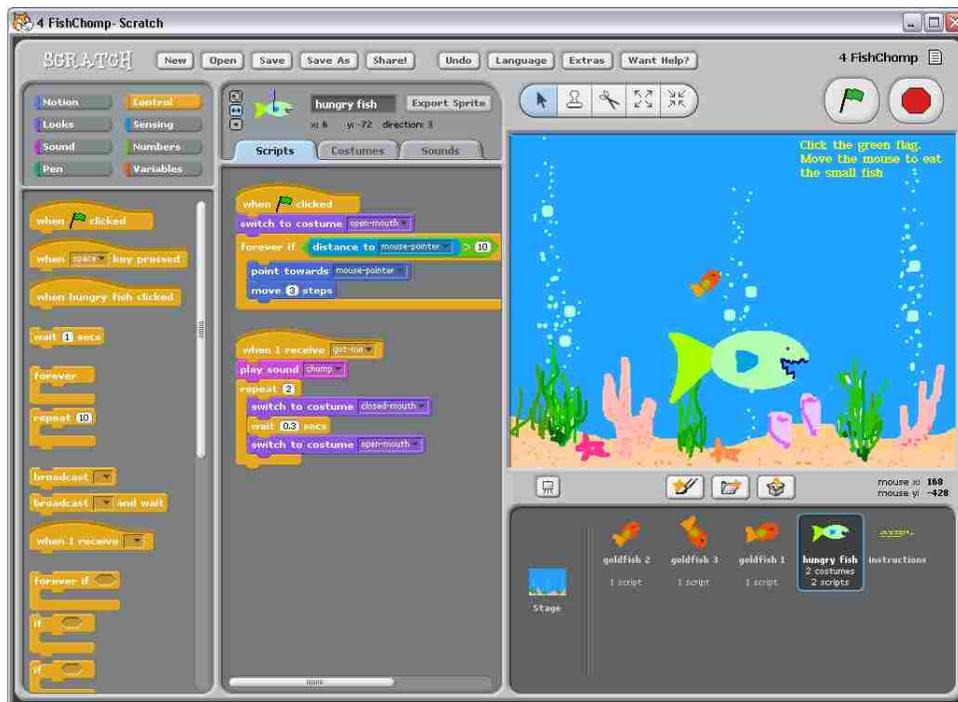 4 FishChomp- Scratch
SCRATCH New Open Save Save As Share! Undo Language Extras Want Help? 4 FishChomp
Motion Control
Looks Sensing
Sound Numbers
Pen Variables
when clicked
when space key pressed
when hungry fish clicked
wait 1 secs
forever
repeat 10
broadcast
broadcast and wait
when I receive
forever if
if
if
hungry fish Export Sprite
x: 6 y: -72 direction: 3
Scripts Costumes Sounds
when clicked
switch to costume open-mouth
forever if distance to mouse-pointer > 10
point towards mouse-pointer
move 3 steps
when I receive got-me
play sound chomp
repeat 2
switch to costume closed-mouth
wait 0.3 secs
switch to costume open-mouth
Click the green flag.
Move the mouse to eat
the small fish
mouse x: 168
mouse y: -428
Stage
goldfish 2
1 script
goldfish 3
1 script
goldfish 1
1 script
hungry fish
2 costumes
2 scripts
instructions